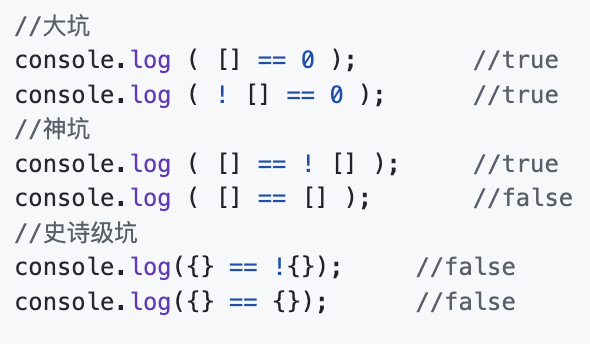 //大坑
console.log ( [] == 0 );        //true
console.log ( ! [] == 0 );      //true
//神坑
console.log ( [] == ! [] );     //true
console.log ( [] == [] );       //false
//史诗级坑
console.log({} == !{});     //false
console.log({} == {});      //false